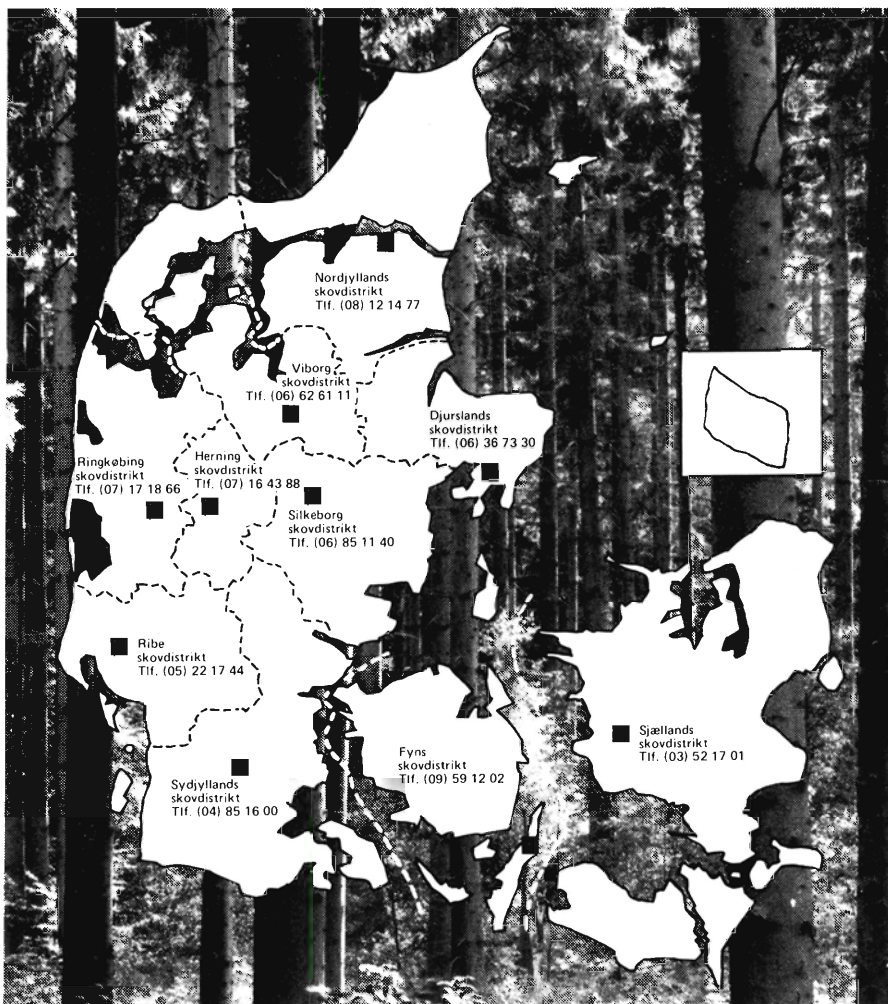 Nordjyllands
skovdistrikt
Tlf. (08) 12 14 77
Viborg
skovdistrikt
Tlf. (06) 62 61 11
Djurslands
skovdistrikt
Tlf. (06) 36 73 30
Ringkøbing
skovdistrikt
Tlf. (07) 17 18 66
Herning
skovdistrikt
Tlf. (07) 16 43 88
Silkeborg
skovdistrikt
Tlf. (06) 85 11 40
Ribe
skovdistrikt
Tlf. (05) 22 17 44
Fyns
skovdistrikt
Tlf. (09) 59 12 02
Sjællands
skovdistrikt
Tlf. (03) 52 17 01
Sydjyllands
skovdistrikt
Tlf. (04) 85 16 00